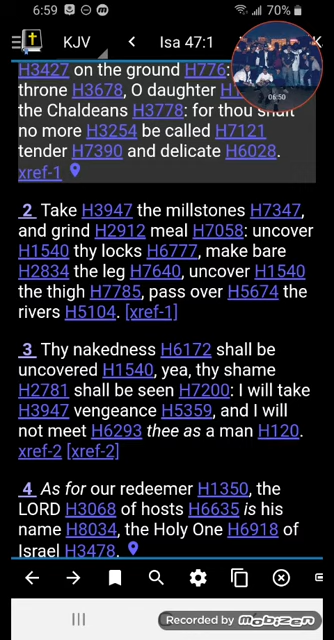 6:59
70%
KJV
Isa 47:1
K
06:50
H3427 on the ground H776:
throne H3678, O daughter
the Chaldeans H3778: for thou shalt
no more H3254 be called H7121
tender H7390 and delicate H6028.
xref-1
2 Take H3947 the millstones H7347,
and grind H2912 meal H7058: uncover
H1540 thy locks H6777, make bare
H2834 the leg H7640, uncover H1540
the thigh H7785, pass over H5674 the
rivers H5104. [xref-1]
3 Thy nakedness H6172 shall be
uncovered H1540, yea, thy shame
H2781 shall be seen H7200: I will take
H3947 vengeance H5359, and I will
not meet H6293 thee as a man H120.
xref-2 [xref-2]
4 As for our redeemer H1350, the
LORD H3068 of hosts H6635 is his
name H8034, the Holy One H6918 of
Israel H3478.
Recorded by Mobizen